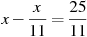 x − x/11 = 25/11